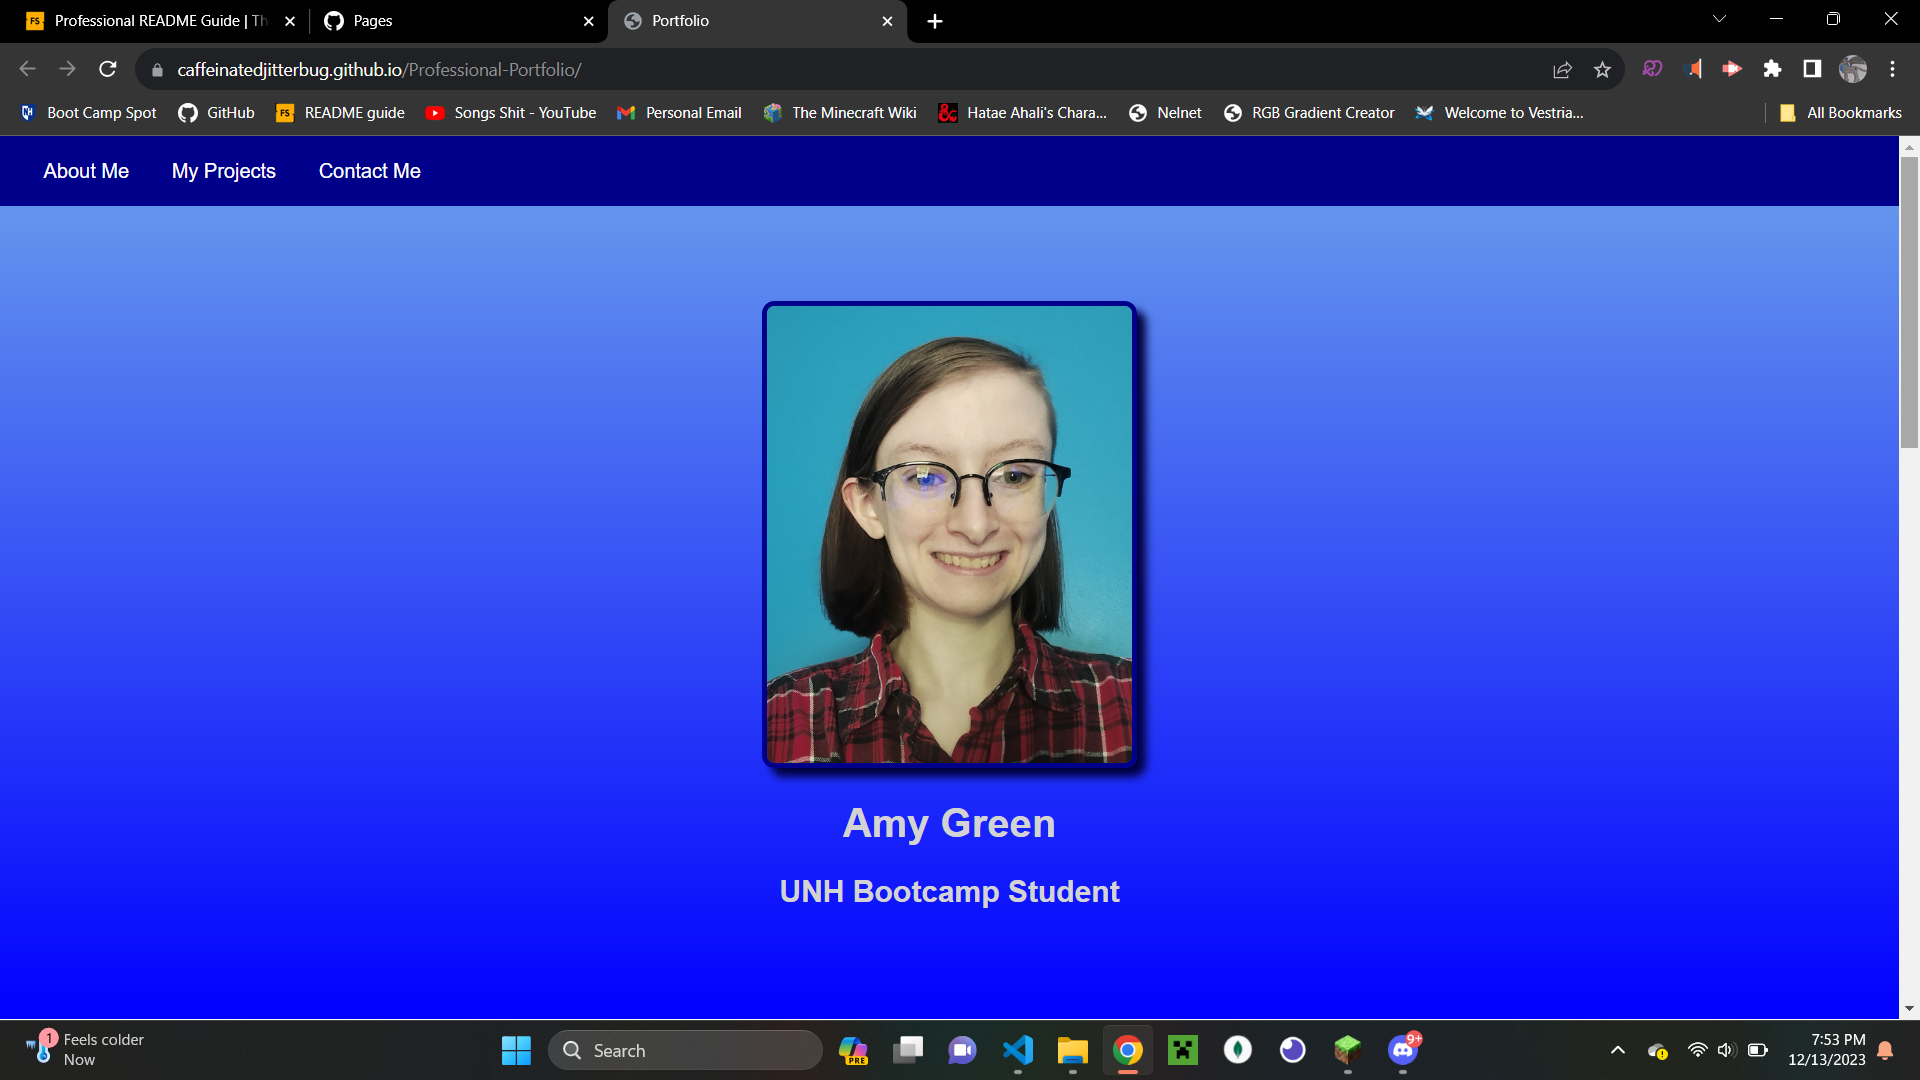 Professional README Guide | Th
Pages
Portfolio
caffeinatedjitterbug.github.io/Professional-Portfolio/
Boot Camp Spot
GitHub
README guide
Songs Shit - YouTube
Personal Email
The Minecraft Wiki
Hatae Ahali's Chara...
Nelnet
RGB Gradient Creator
Welcome to Vestria...
All Bookmarks
About Me
My Projects
Contact Me
Amy Green
UNH Bootcamp Student
1
Feels colder
Now
Search
PRE
9+
7:53 PM
12/13/2023